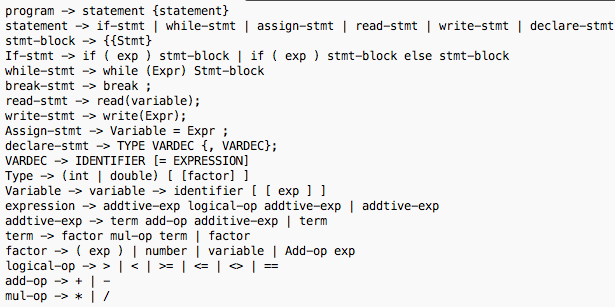 program -> statement {statement}
statement -> if-stmt | while-stmt | assign-stmt | read-stmt | write-stmt | declare-stmt
stmt-block -> {{Stmt}
If-stmt -> if ( exp ) stmt-block | if ( exp ) stmt-block else stmt-block
while-stmt -> while (Expr) Stmt-block
break-stmt -> break ;
read-stmt -> read(variable);
write-stmt -> write(Expr);
Assign-stmt -> Variable = Expr ;
declare-stmt -> TYPE VARDEC {, VARDEC};
VARDEC -> IDENTIFIER [= EXPRESSION]
Type -> (int | double) [ [factor] ]
Variable -> variable -> identifier [ [ exp ] ]
expression -> addtive-exp logical-op addtive-exp | addtive-exp
addtive-exp -> term add-op additive-exp | term
term -> factor mul-op term | factor
factor -> ( exp ) | number | variable | Add-op exp
logical-op -> > | < | >= | <= | <> | ==
add-op -> + | -
mul-op -> * | /